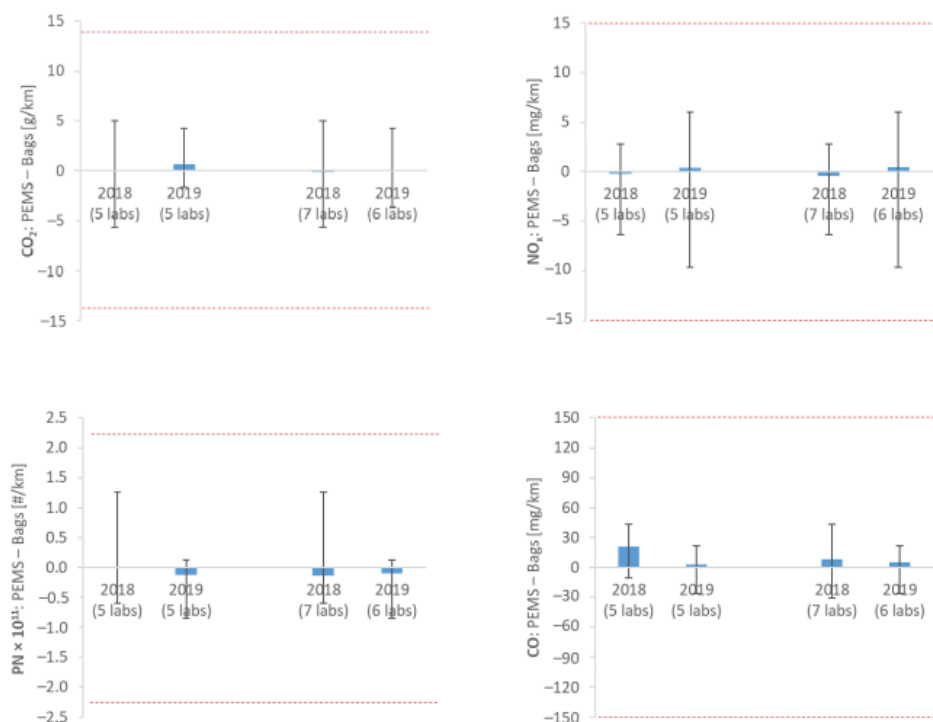 CO₂: PEMS – Bags [g/km]
15
10
5
0
−5
−10
−15
2018
(5 labs)
2019
(5 labs)
2018
(7 labs)
2019
(6 labs)
NOₓ: PEMS – Bags [mg/km]
15
10
5
0
−5
−10
−15
2018
(5 labs)
2019
(5 labs)
2018
(7 labs)
2019
(6 labs)
PN × 10¹¹: PEMS – Bags [#/km]
2.5
2.0
1.5
1.0
0.5
0.0
−0.5
−1.0
−1.5
−2.0
−2.5
2018
(5 labs)
2019
(5 labs)
2018
(7 labs)
2019
(6 labs)
CO: PEMS – Bags [mg/km]
150
120
90
60
30
0
−30
−60
−90
−120
−150
2018
(5 labs)
2019
(5 labs)
2018
(7 labs)
2019
(6 labs)